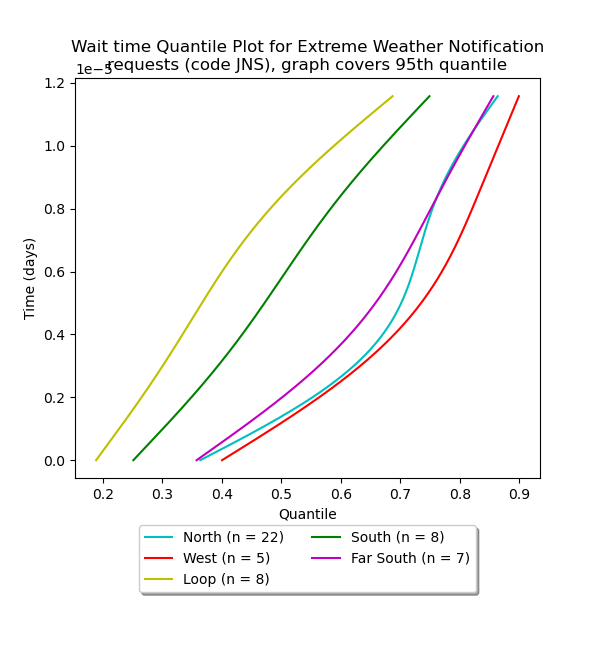 Wait time Quantile Plot for Extreme Weather Notification
requests (code JNS), graph covers 95th quantile
1e−5
1.2
1.0
0.8
0.6
0.4
0.2
0.0
Time (days)
0.2 0.3 0.4 0.5 0.6 0.7 0.8 0.9
Quantile
North (n = 22) South (n = 8)
West (n = 5) Far South (n = 7)
Loop (n = 8)